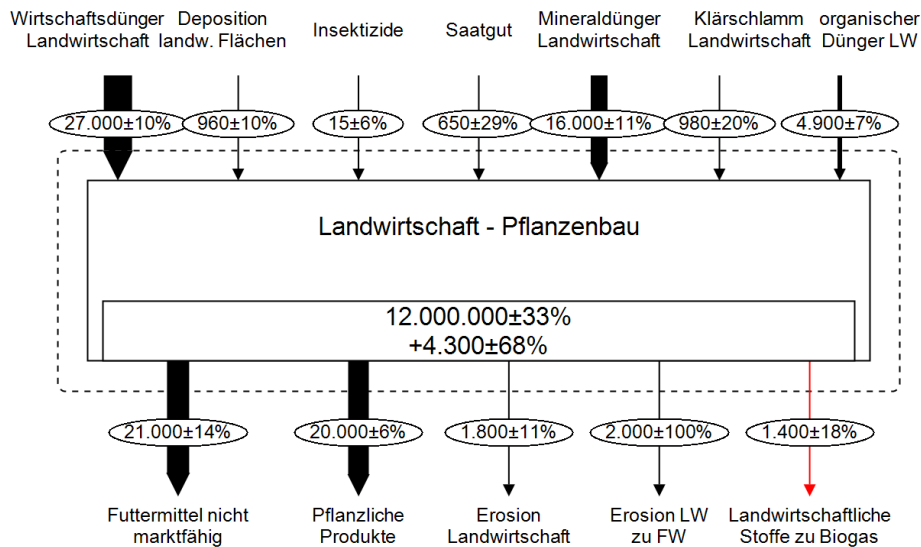 Wirtschaftsdünger
Landwirtschaft
Deposition
landw. Flächen
Insektizide
Saatgut
Mineraldünger
Landwirtschaft
Klärschlamm
Landwirtschaft
organischer
Dünger LW
27.000±10%
960±10%
15±6%
650±29%
16.000±11%
980±20%
4.900±7%
Landwirtschaft - Pflanzenbau
12.000.000±33%
+4.300±68%
21.000±14%
20.000±6%
1.800±11%
2.000±100%
1.400±18%
Futtermittel nicht
marktfähig
Pflanzliche
Produkte
Erosion
Landwirtschaft
Erosion LW
zu FW
Landwirtschaftliche
Stoffe zu Biogas